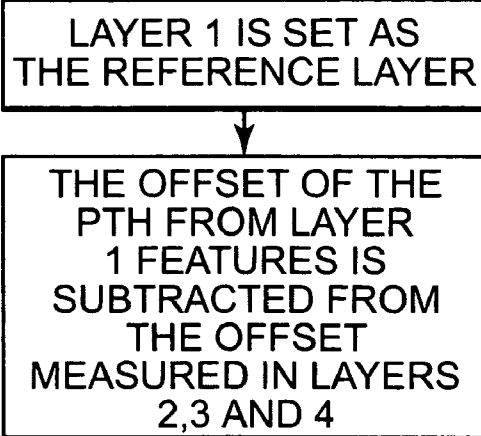 LAYER 1 IS SET AS
THE REFERENCE LAYER
THE OFFSET OF THE
PTH FROM LAYER
1 FEATURES IS
SUBTRACTED FROM
THE OFFSET
MEASURED IN LAYERS
2,3 AND 4